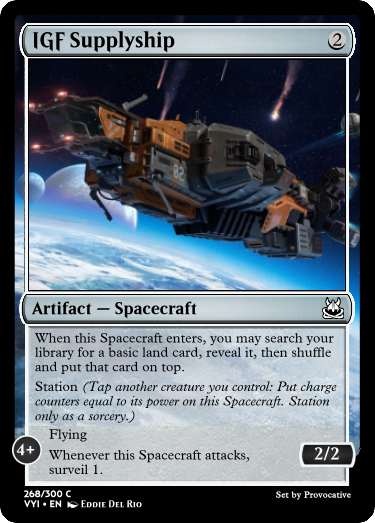 IGF Supplyship 2
82
Artifact — Spacecraft
When this Spacecraft enters, you may search your
library for a basic land card, reveal it, then shuffle
and put that card on top.
Station (Tap another creature you control: Put charge
counters equal to its power on this Spacecraft. Station
only as a sorcery.)
Flying
4+
Whenever this Spacecraft attacks,
surveil 1.
2/2
268/300 C
VYI • EN Eddie Del Rio
Set by Provocative